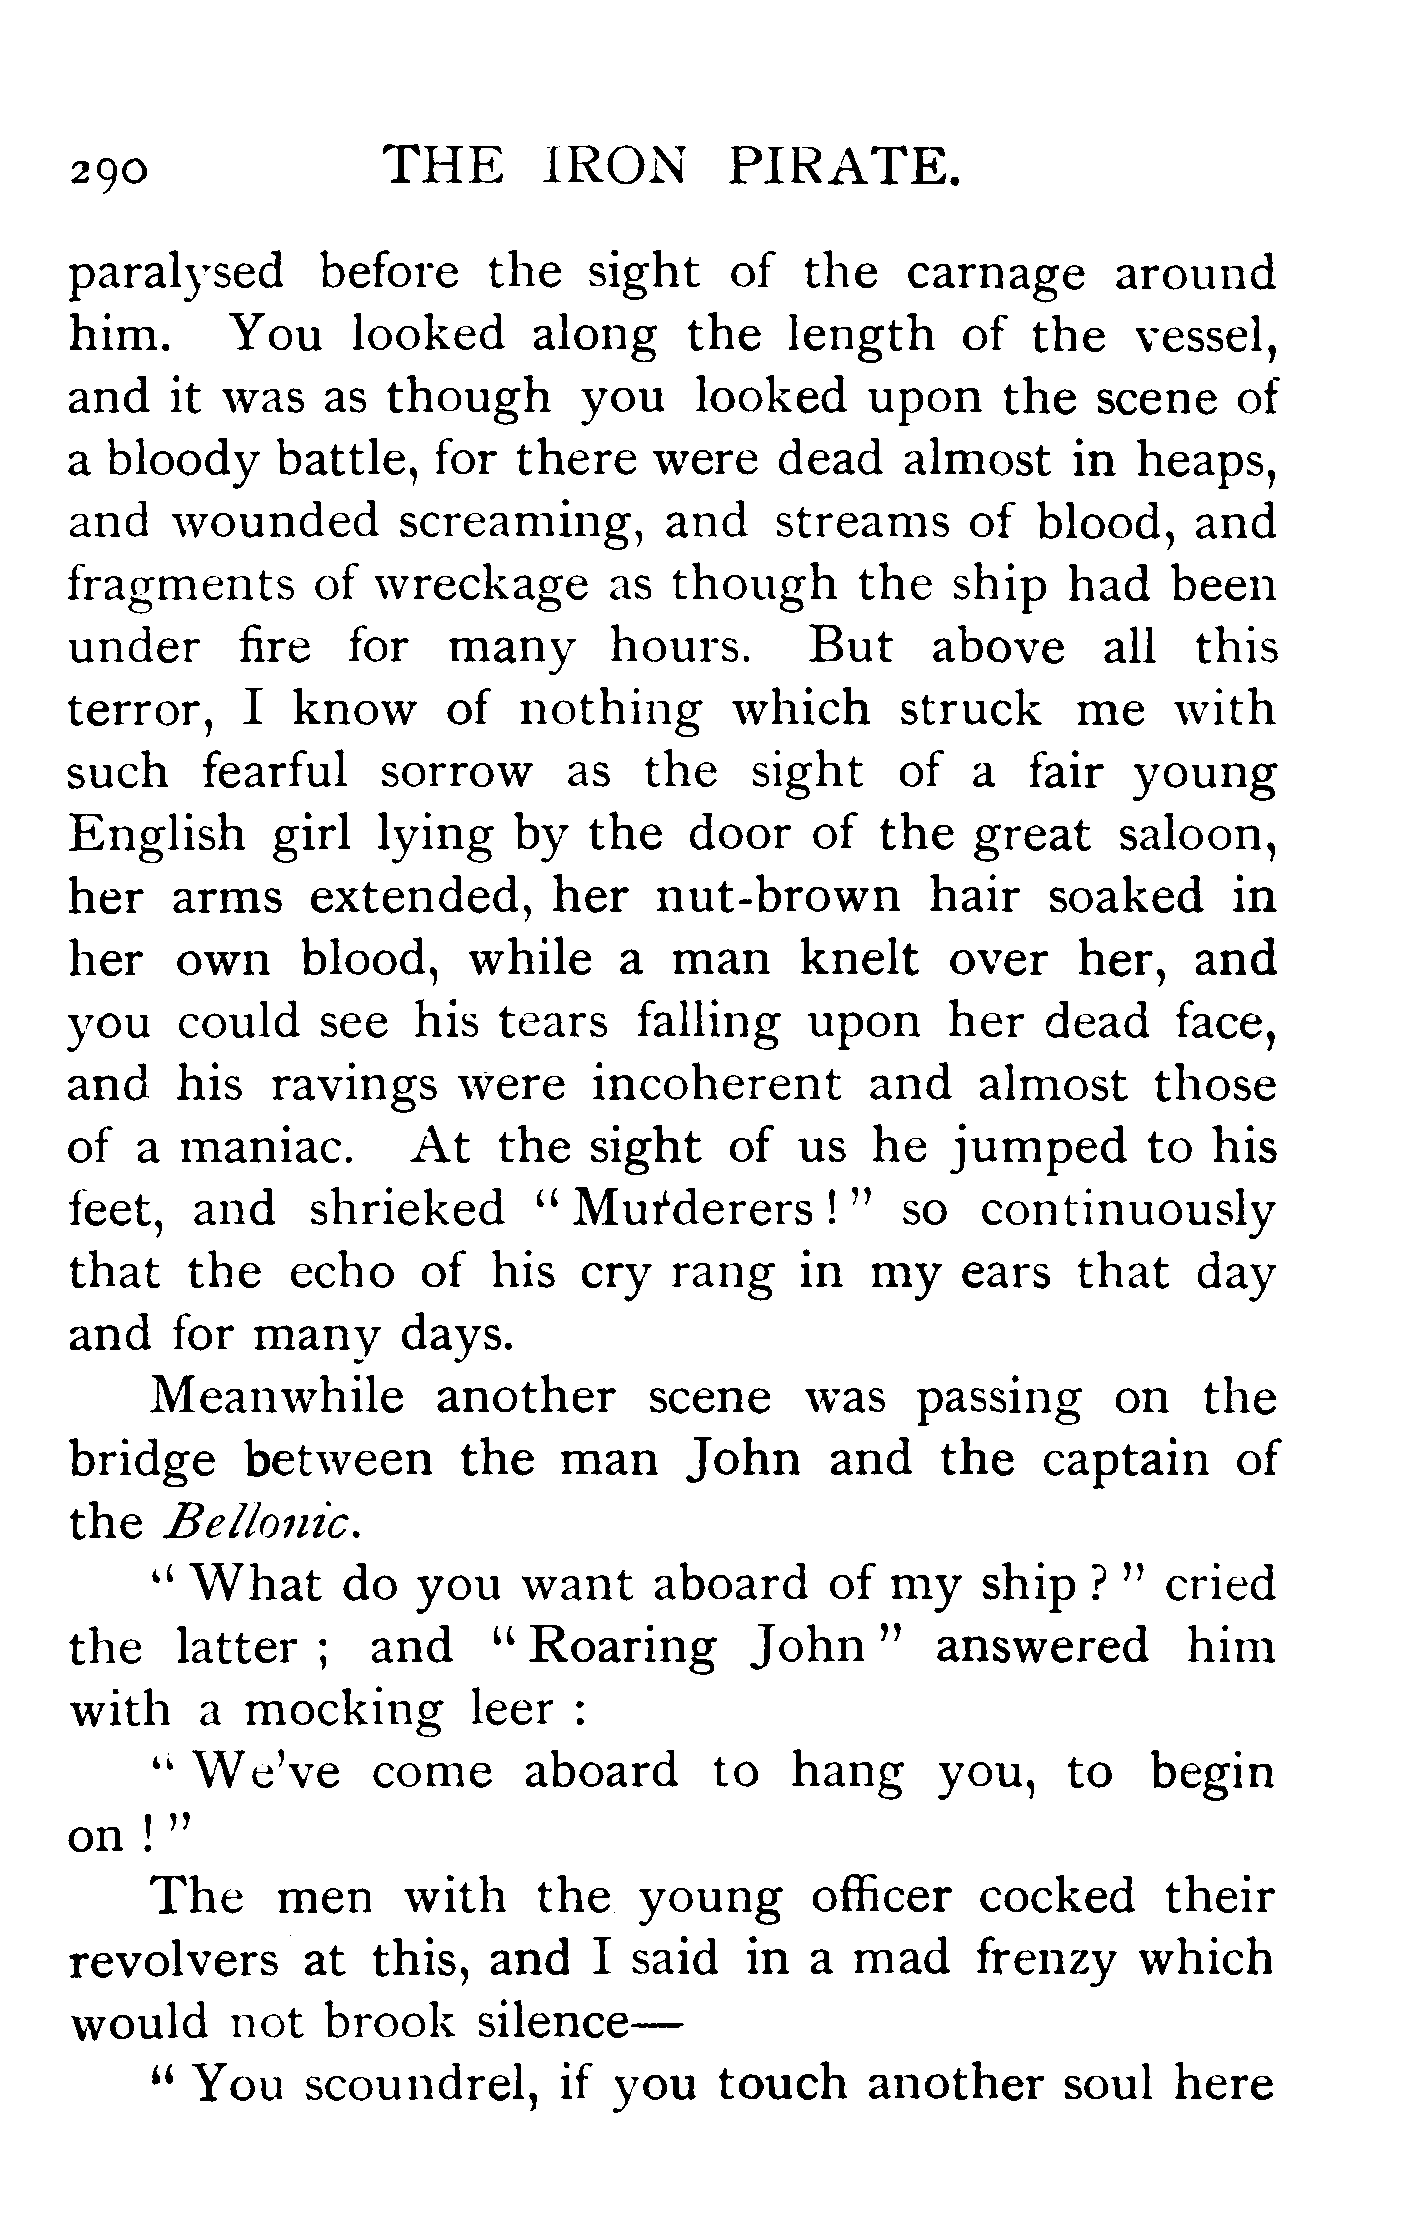 290 THE IRON PIRATE.
paralysed before the sight of the carnage around
him. You looked along the length of the vessel,
and it was as though you looked upon the scene of
a bloody battle, for there were dead almost in heaps,
and wounded screaming, and streams of blood, and
fragments of wreckage as though the ship had been
under fire for many hours. But above all this
terror, I know of nothing which struck me with
such fearful sorrow as the sight of a fair young
English girl lying by the door of the great saloon,
her arms extended, her nut-brown hair soaked in
her own blood, while a man knelt over her, and
you could see his tears falling upon her dead face,
and his ravings were incoherent and almost those
of a maniac. At the sight of us he jumped to his
feet, and shrieked “Murderers!” so continuously
that the echo of his cry rang in my ears that day
and for many days.
Meanwhile another scene was passing on the
bridge between the man John and the captain of
the Bellonic.
“What do you want aboard of my ship?” cried
the latter; and “Roaring John” answered him
with a mocking leer:
“We’ve come aboard to hang you, to begin
on!”
The men with the young officer cocked their
revolvers at this, and I said in a mad frenzy which
would not brook silence—
“You scoundrel, if you touch another soul here